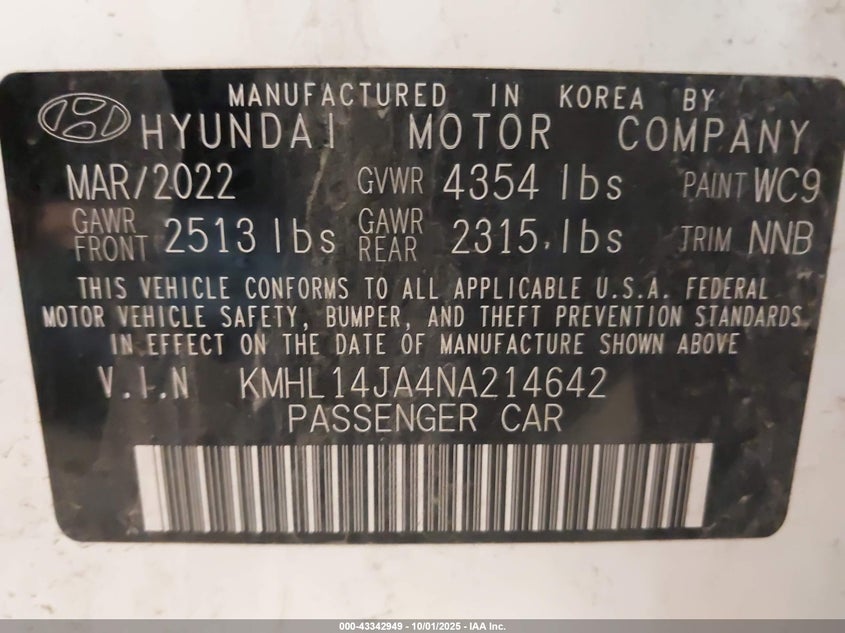 MANUFACTURED IN KOREA BY
HYUNDAI MOTOR COMPANY
MAR/2022 GVWR 4354 lbs PAINT WC9
GAWR FRONT 2513 lbs GAWR REAR 2315 lbs TRIM NNB
THIS VEHICLE CONFORMS TO ALL APPLICABLE U.S.A. FEDERAL
MOTOR VEHICLE SAFETY, BUMPER, AND THEFT PREVENTION STANDARDS
IN EFFECT ON THE DATE OF MANUFACTURE SHOWN ABOVE
V.I.N KMHL14JA4NA214642
PASSENGER CAR
000-43342949 - 10/01/2025 - IAA Inc.